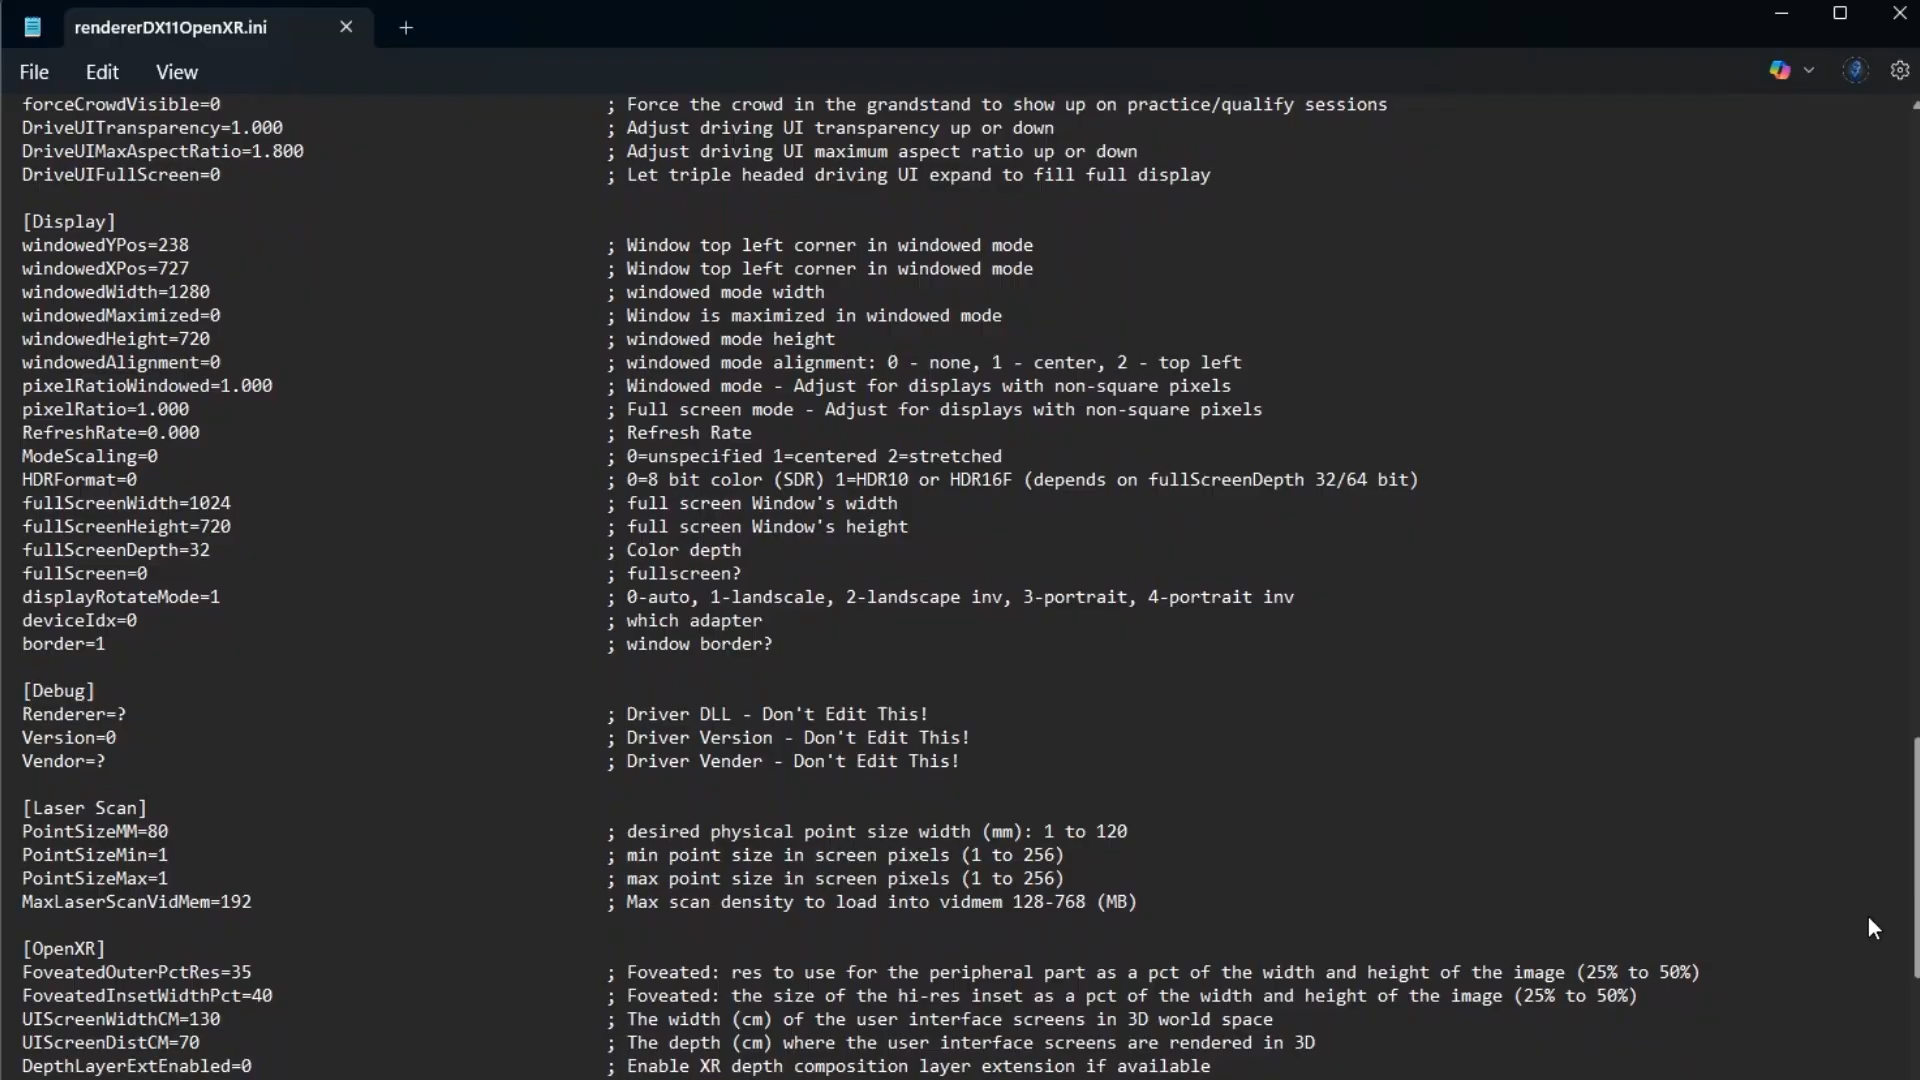 rendererDX11OpenXR.ini
File Edit View
forceCrowdVisible=0 ; Force the crowd in the grandstand to show up on practice/qualify sessions
DriveUITransparency=1.000 ; Adjust driving UI transparency up or down
DriveUIMaxAspectRatio=1.800 ; Adjust driving UI maximum aspect ratio up or down
DriveUIFullScreen=0 ; Let triple headed driving UI expand to fill full display
[Display]
windowedYPos=238 ; Window top left corner in windowed mode
windowedXPos=727 ; Window top left corner in windowed mode
windowedWidth=1280 ; windowed mode width
windowedMaximized=0 ; Window is maximized in windowed mode
windowedHeight=720 ; windowed mode height
windowedAlignment=0 ; windowed mode alignment: 0 - none, 1 - center, 2 - top left
pixelRatioWindowed=1.000 ; Windowed mode - Adjust for displays with non-square pixels
pixelRatio=1.000 ; Full screen mode - Adjust for displays with non-square pixels
RefreshRate=0.000 ; Refresh Rate
ModeScaling=0 ; 0=unspecified 1=centered 2=stretched
HDRFormat=0 ; 0=8 bit color (SDR) 1=HDR10 or HDR16F (depends on fullScreenDepth 32/64 bit)
fullScreenWidth=1024 ; full screen Window's width
fullScreenHeight=720 ; full screen Window's height
fullScreenDepth=32 ; Color depth
fullScreen=0 ; fullscreen?
displayRotateMode=1 ; 0-auto, 1-landscale, 2-landscape inv, 3-portrait, 4-portrait inv
deviceIdx=0 ; which adapter
border=1 ; window border?
[Debug]
Renderer=? ; Driver DLL - Don't Edit This!
Version=0 ; Driver Version - Don't Edit This!
Vendor=? ; Driver Vender - Don't Edit This!
[Laser Scan]
PointSizeMM=80 ; desired physical point size width (mm): 1 to 120
PointSizeMin=1 ; min point size in screen pixels (1 to 256)
PointSizeMax=1 ; max point size in screen pixels (1 to 256)
MaxLaserScanVidMem=192 ; Max scan density to load into vidmem 128-768 (MB)
[OpenXR]
FoveatedOuterPctRes=35 ; Foveated: res to use for the peripheral part as a pct of the width and height of the image (25% to 50%)
FoveatedInsetWidthPct=40 ; Foveated: the size of the hi-res inset as a pct of the width and height of the image (25% to 50%)
UIScreenWidthCM=130 ; The width (cm) of the user interface screens in 3D world space
UIScreenDistCM=70 ; The depth (cm) where the user interface screens are rendered in 3D
DepthLayerExtEnabled=0 ; Enable XR depth composition layer extension if available